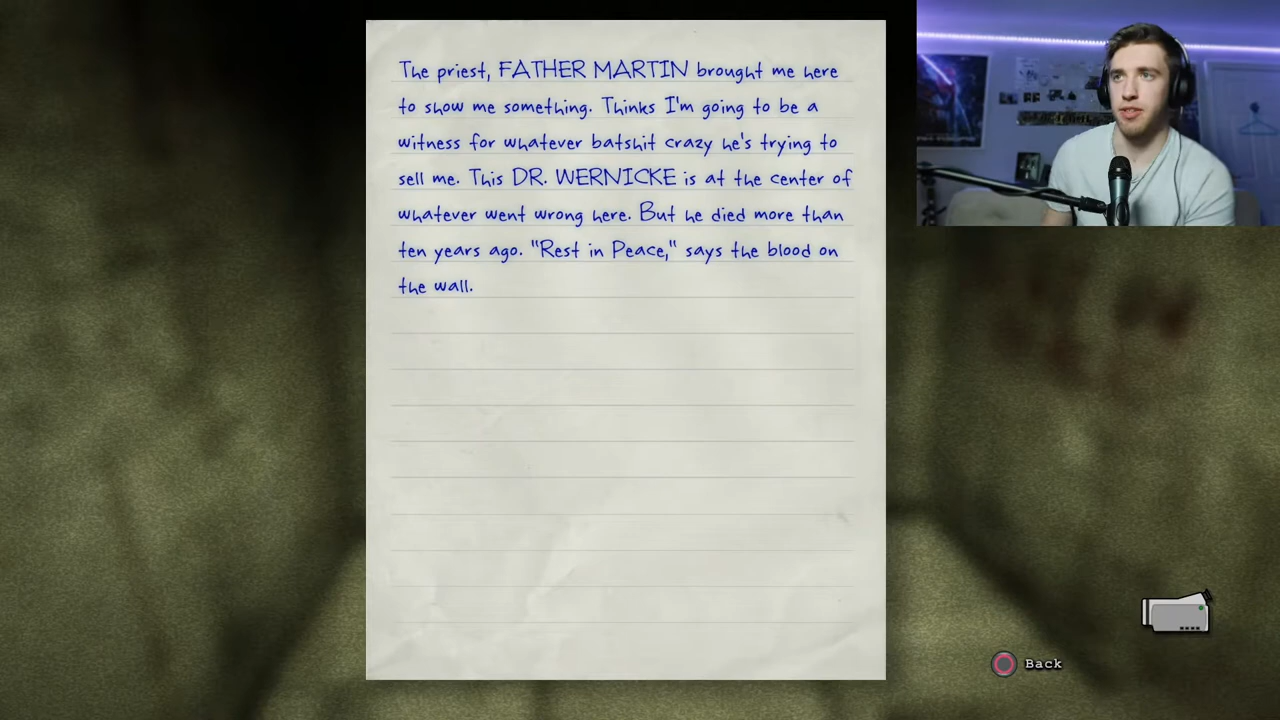 The priest, FATHER MARTIN brought me here
to show me something. Thinks I'm going to be a
witness for whatever batshit crazy he's trying to
sell me. This DR. WERNICKE is at the center of
whatever went wrong here. But he died more than
ten years ago. "Rest in Peace," says the blood on
the wall.
Back